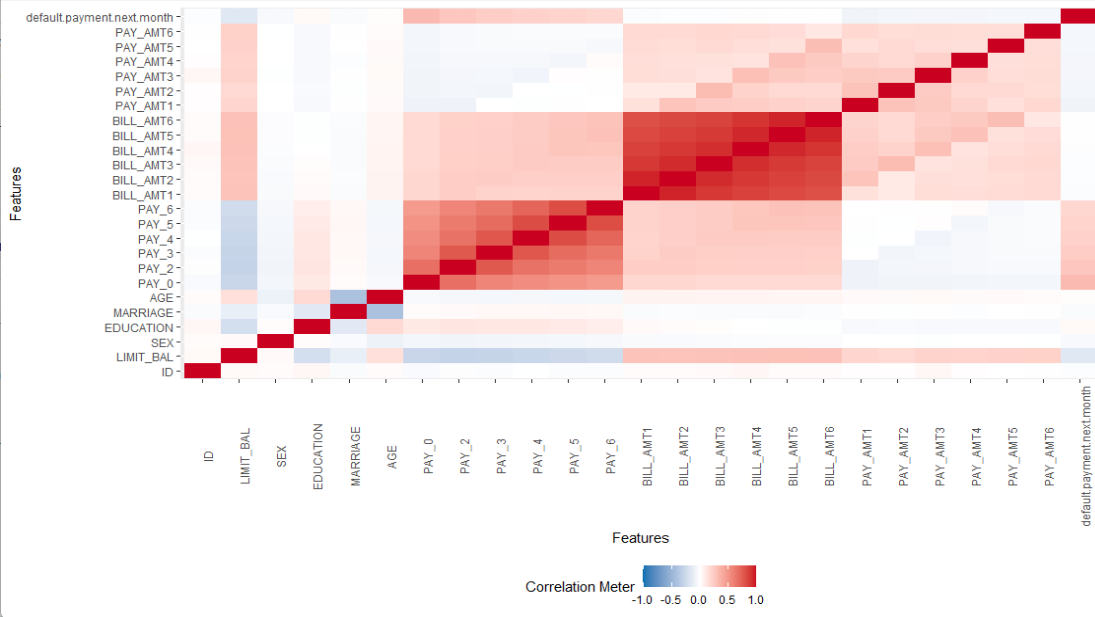 default.payment.next.month
PAY_AMT6
PAY_AMT5
PAY_AMT4
PAY_AMT3
PAY_AMT2
PAY_AMT1
BILL_AMT6
BILL_AMT5
BILL_AMT4
BILL_AMT3
BILL_AMT2
BILL_AMT1
PAY_6
PAY_5
PAY_4
PAY_3
PAY_2
PAY_0
AGE
MARRIAGE
EDUCATION
SEX
LIMIT_BAL
ID
Features
ID
LIMIT_BAL
SEX
EDUCATION
MARRIAGE
AGE
PAY_0
PAY_2
PAY_3
PAY_4
PAY_5
PAY_6
BILL_AMT1
BILL_AMT2
BILL_AMT3
BILL_AMT4
BILL_AMT5
BILL_AMT6
PAY_AMT1
PAY_AMT2
PAY_AMT3
PAY_AMT4
PAY_AMT5
PAY_AMT6
default.payment.next.month
Features
Correlation Meter
-1.0 -0.5 0.0 0.5 1.0